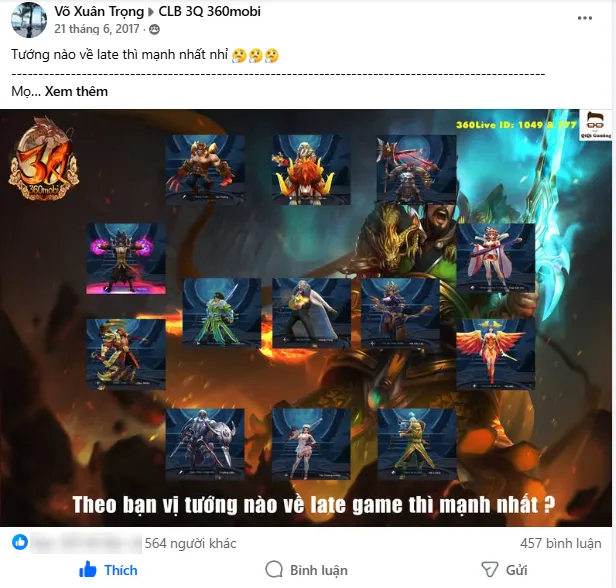 Võ Xuân Trọng ▸ CLB 3Q 360mobi
21 tháng 6, 2017 ·
Tướng nào về late thì mạnh nhất nhỉ 😢😢😢
-----------------------------------------------------------------------------------------------
Mọ... Xem thêm
360Live ID: 1049 &
QiQi Gaming
3Q
360mobi
Theo bạn vị tướng nào về late game thì mạnh nhất ?
564 người khác
457 bình luận
Thích
Bình luận
Gửi